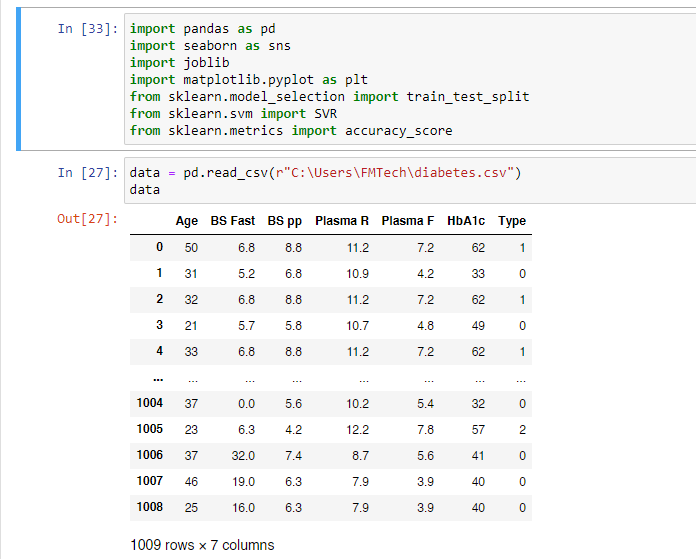 In [33]: import pandas as pd
import seaborn as sns
import joblib
import matplotlib.pyplot as plt
from sklearn.model_selection import train_test_split
from sklearn.svm import SVR
from sklearn.metrics import accuracy_score
In [27]: data = pd.read_csv(r"C:\Users\FMTech\diabetes.csv")
data
Out[27]:
Age BS Fast BS pp Plasma R Plasma F HbA1c Type
0 50 6.8 8.8 11.2 7.2 62 1
1 31 5.2 6.8 10.9 4.2 33 0
2 32 6.8 8.8 11.2 7.2 62 1
3 21 5.7 5.8 10.7 4.8 49 0
4 33 6.8 8.8 11.2 7.2 62 1
... ... ... ... ... ... ... ...
1004 37 0.0 5.6 10.2 5.4 32 0
1005 23 6.3 4.2 12.2 7.8 57 2
1006 37 32.0 7.4 8.7 5.6 41 0
1007 46 19.0 6.3 7.9 3.9 40 0
1008 25 16.0 6.3 7.9 3.9 40 0
1009 rows × 7 columns